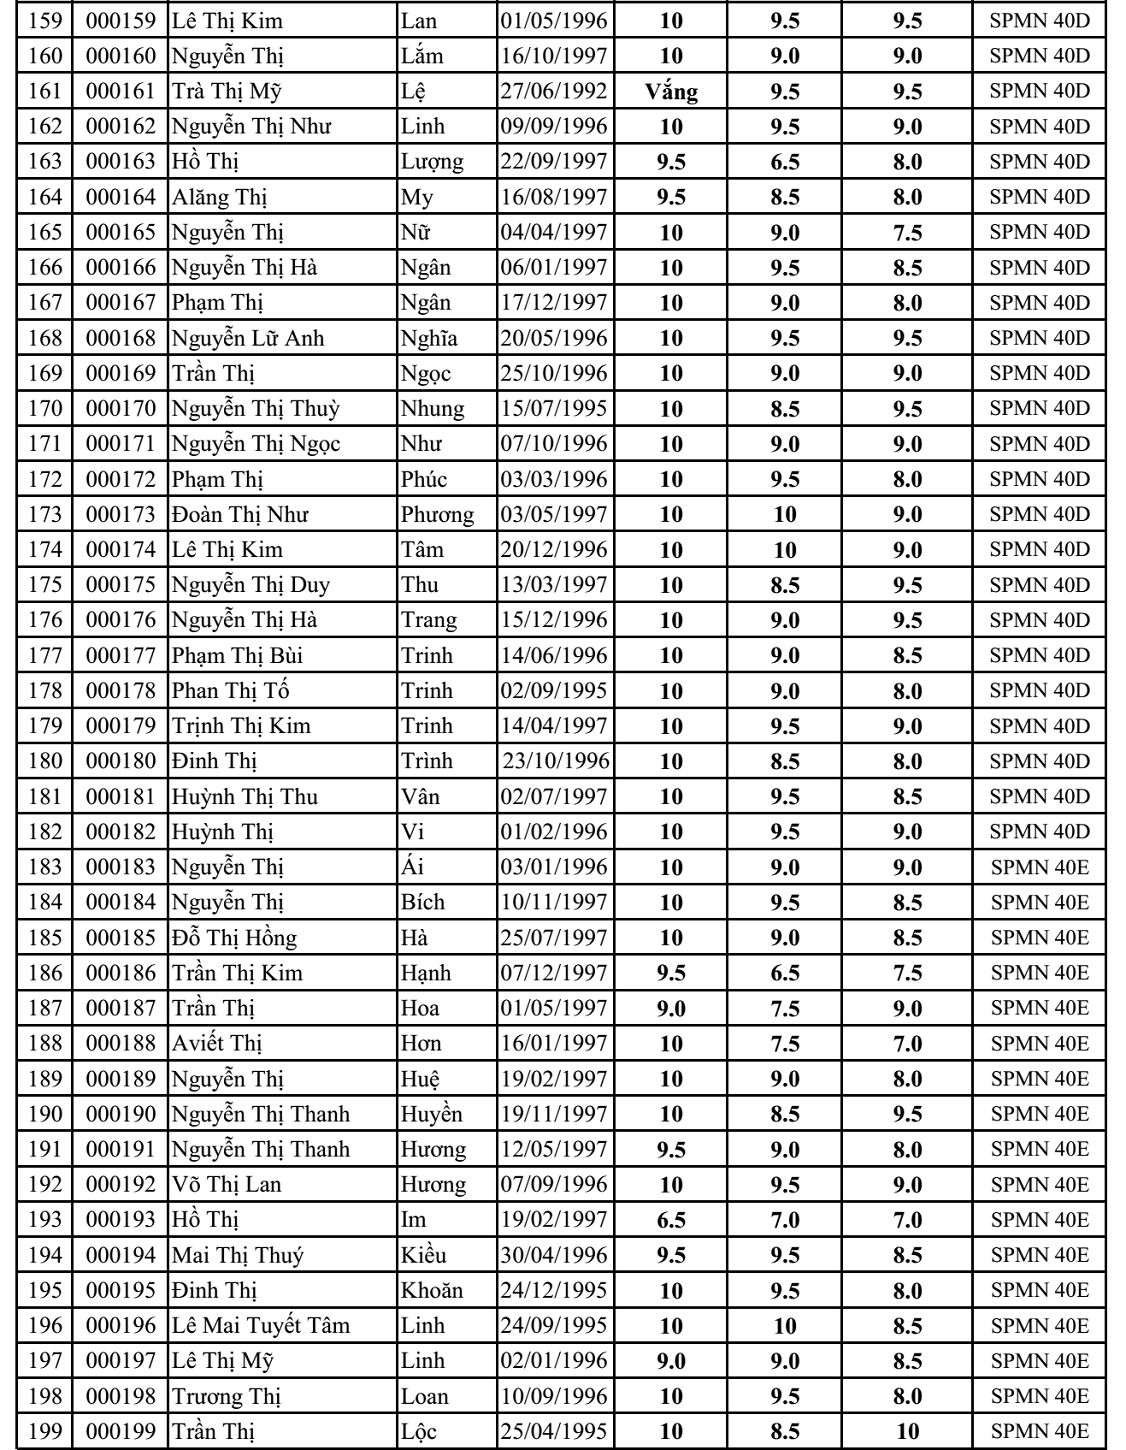 159 000159 Lê Thị Kim Lan 01/05/1996 10 9.5 9.5 SPMN 40D
160 000160 Nguyễn Thị Lắm 16/10/1997 10 9.0 9.0 SPMN 40D
161 000161 Trà Thị Mỹ Lệ 27/06/1992 Vắng 9.5 9.5 SPMN 40D
162 000162 Nguyễn Thị Như Linh 09/09/1996 10 9.5 9.0 SPMN 40D
163 000163 Hồ Thị Lượng 22/09/1997 9.5 6.5 8.0 SPMN 40D
164 000164 Alăng Thị My 16/08/1997 9.5 8.5 8.0 SPMN 40D
165 000165 Nguyễn Thị Nữ 04/04/1997 10 9.0 7.5 SPMN 40D
166 000166 Nguyễn Thị Hà Ngân 06/01/1997 10 9.5 8.5 SPMN 40D
167 000167 Phạm Thị Ngân 17/12/1997 10 9.0 8.0 SPMN 40D
168 000168 Nguyễn Lữ Anh Nghĩa 20/05/1996 10 9.5 9.5 SPMN 40D
169 000169 Trần Thị Ngọc 25/10/1996 10 9.0 9.0 SPMN 40D
170 000170 Nguyễn Thị Thuỳ Nhung 15/07/1995 10 8.5 9.5 SPMN 40D
171 000171 Nguyễn Thị Ngọc Như 07/10/1996 10 9.0 9.0 SPMN 40D
172 000172 Phạm Thị Phúc 03/03/1996 10 9.5 8.0 SPMN 40D
173 000173 Đoàn Thị Như Phương 03/05/1997 10 10 9.0 SPMN 40D
174 000174 Lê Thị Kim Tâm 20/12/1996 10 10 9.0 SPMN 40D
175 000175 Nguyễn Thị Duy Thu 13/03/1997 10 8.5 9.5 SPMN 40D
176 000176 Nguyễn Thị Hà Trang 15/12/1996 10 9.0 9.5 SPMN 40D
177 000177 Phạm Thị Bùi Trinh 14/06/1996 10 9.0 8.5 SPMN 40D
178 000178 Phan Thị Tố Trinh 02/09/1995 10 9.0 8.0 SPMN 40D
179 000179 Trịnh Thị Kim Trinh 14/04/1997 10 9.5 9.0 SPMN 40D
180 000180 Đinh Thị Trình 23/10/1996 10 8.5 8.0 SPMN 40D
181 000181 Huỳnh Thị Thu Vân 02/07/1997 10 9.5 8.5 SPMN 40D
182 000182 Huỳnh Thị Vi 01/02/1996 10 9.5 9.0 SPMN 40D
183 000183 Nguyễn Thị Ái 03/01/1996 10 9.0 9.0 SPMN 40E
184 000184 Nguyễn Thị Bích 10/11/1997 10 9.5 8.5 SPMN 40E
185 000185 Đỗ Thị Hồng Hà 25/07/1997 10 9.0 8.5 SPMN 40E
186 000186 Trần Thị Kim Hạnh 07/12/1997 9.5 6.5 7.5 SPMN 40E
187 000187 Trần Thị Hoa 01/05/1997 9.0 7.5 9.0 SPMN 40E
188 000188 Aviết Thị Hơn 16/01/1997 10 7.5 7.0 SPMN 40E
189 000189 Nguyễn Thị Huệ 19/02/1997 10 9.0 8.0 SPMN 40E
190 000190 Nguyễn Thị Thanh Huyền 19/11/1997 10 8.5 9.5 SPMN 40E
191 000191 Nguyễn Thị Thanh Hương 12/05/1997 9.5 9.0 8.0 SPMN 40E
192 000192 Võ Thị Lan Hương 07/09/1996 10 9.5 9.0 SPMN 40E
193 000193 Hồ Thị Im 19/02/1997 6.5 7.0 7.0 SPMN 40E
194 000194 Mai Thị Thuý Kiều 30/04/1996 9.5 9.5 8.5 SPMN 40E
195 000195 Đinh Thị Khoăn 24/12/1995 10 9.5 8.0 SPMN 40E
196 000196 Lê Mai Tuyết Tâm Linh 24/09/1995 10 10 8.5 SPMN 40E
197 000197 Lê Thị Mỹ Linh 02/01/1996 9.0 9.0 8.5 SPMN 40E
198 000198 Trương Thị Loan 10/09/1996 10 9.5 8.0 SPMN 40E
199 000199 Trần Thị Lộc 25/04/1995 10 8.5 10 SPMN 40E